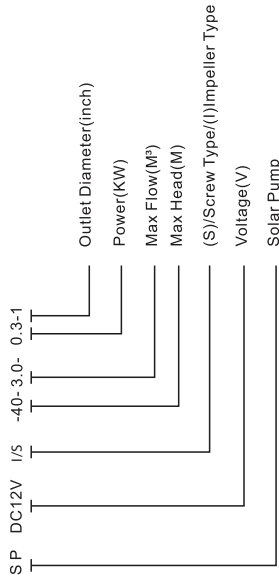 SP DC12V I/S -40-3.0-0.3-1
Outlet Diameter(inch)
Power(KW)
Max Flow(M³)
Max Head(M)
(S)/Screw Type/(I)Impeller Type
Voltage(V)
Solar Pump